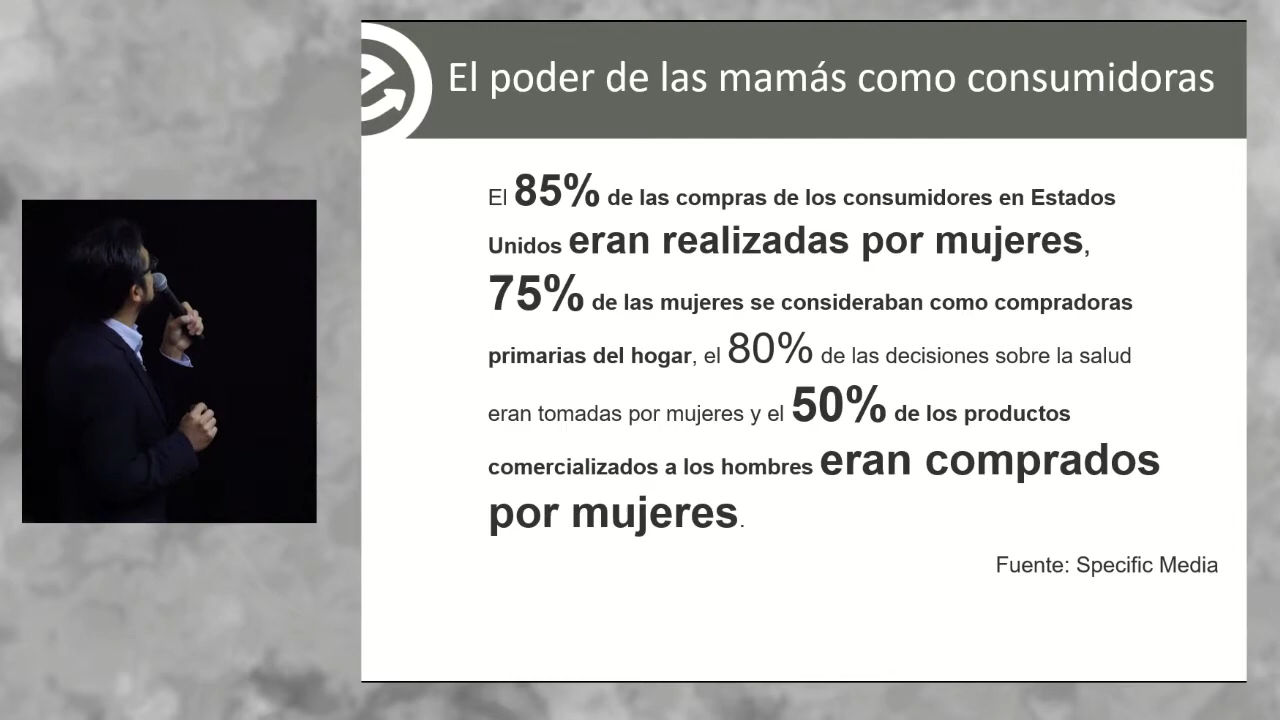 El poder de las mamás como consumidoras
El 85% de las compras de los consumidores en Estados
Unidos eran realizadas por mujeres,
75% de las mujeres se consideraban como compradoras
primarias del hogar, el 80% de las decisiones sobre la salud
eran tomadas por mujeres y el 50% de los productos
comercializados a los hombres eran comprados
por mujeres.
Fuente: Specific Media